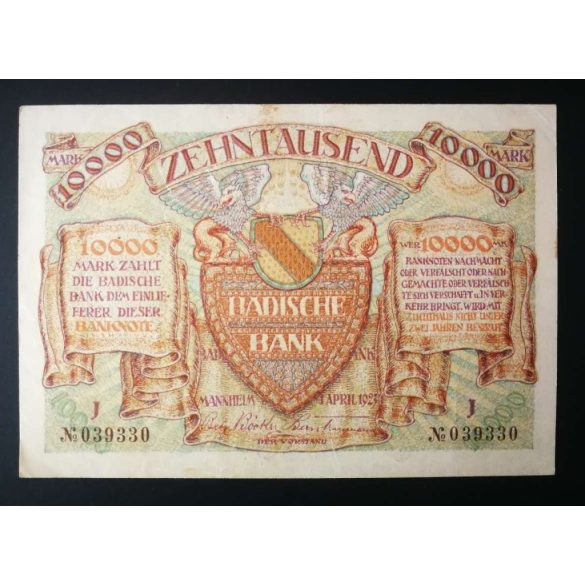 10000
MARK
ZEHNTAUSEND
10000
MARK
10000
MARK ZAHLT
DIE BADISCHE
BANK DEM EINLIE-
FERER DIESER
BANKNOTE
BADISCHE
BANK
WER 10000 MK.
BANKNOTEN NACHMACHT
ODER VERFÄLSCHT ODER NACH-
GEMACHTE ODER VERFÄLSCH-
TE SICH VERSCHAFFT U. IN VER-
KEHR BRINGT, WIRD MIT
ZUCHTHAUS NICHT UNTER
ZWEI JAHREN BESTRAFT
MANNHEIM 1 APRIL 1923
DER VORSTAND
J
№ 039330
J
№ 039330